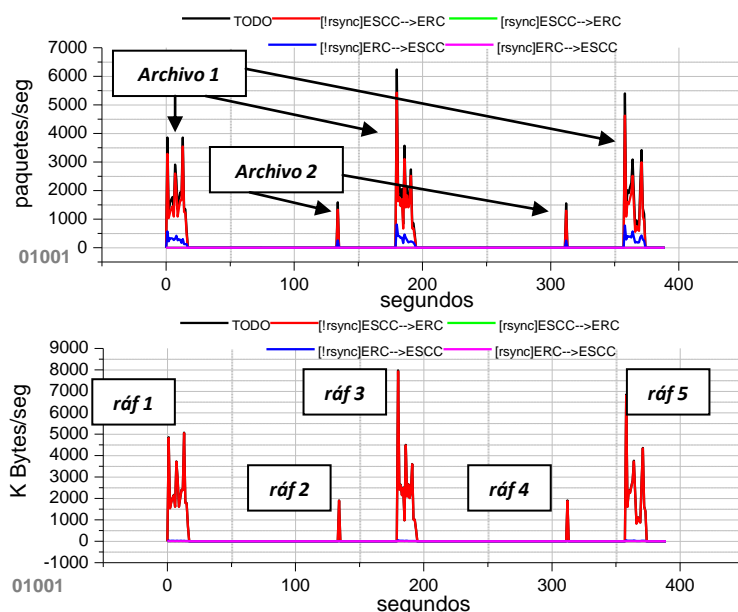 TODO [!rsync]ESCC-->ERC [rsync]ESCC-->ERC
[!rsync]ERC-->ESCC [rsync]ERC-->ESCC
7000
6000
5000
4000
3000
2000
1000
0
paquetes/seg
Archivo 1
Archivo 2
01001
0 100 200 300 400
segundos
TODO [!rsync]ESCC-->ERC [rsync]ESCC-->ERC
[!rsync]ERC-->ESCC [rsync]ERC-->ESCC
9000
8000
7000
6000
5000
4000
3000
2000
1000
0
-1000
K Bytes/seg
ráf 1
ráf 2
ráf 3
ráf 4
ráf 5
01001
0 100 200 300 400
segundos